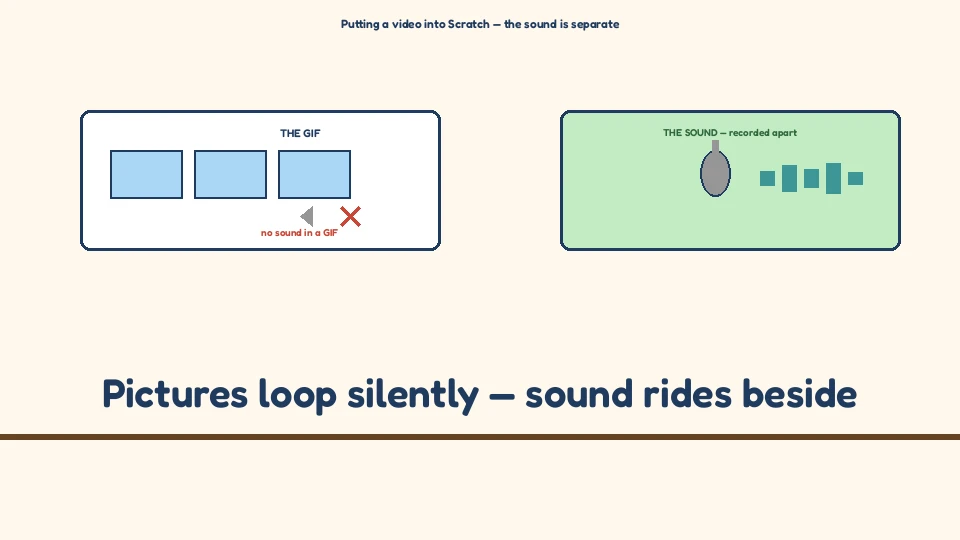 Putting a video into Scratch — the sound is separate
THE GIF
no sound in a GIF
THE SOUND — recorded apart
Pictures loop silently — sound rides beside